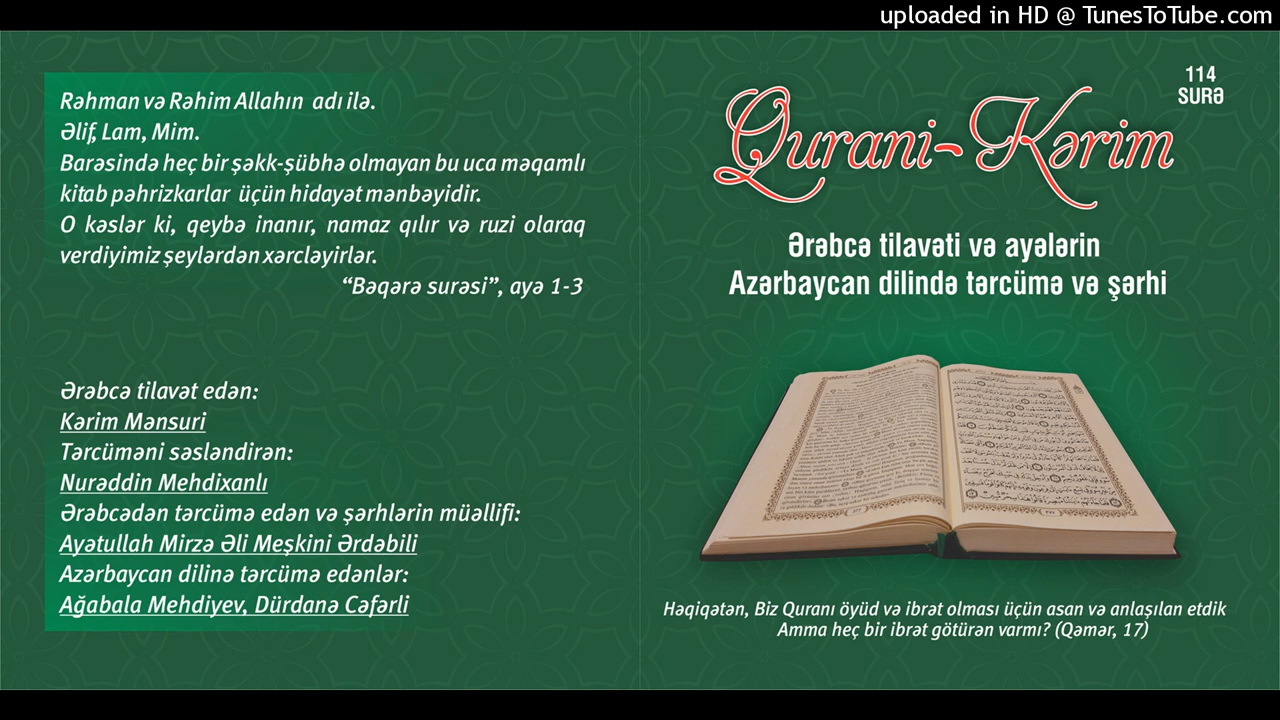 uploaded in HD @ TunesToTube.com
Rəhman və Rəhim Allahın adı ilə.
Əlif, Lam, Mim.
Barəsində heç bir şəkk-şübhə olmayan bu uca məqamlı
kitab pəhrizkarlar üçün hidayət mənbəyidir.
O kəslər ki, qeybə inanır, namaz qılır və ruzi olaraq
verdiyimiz şeylərdən xərcləyirlər.
“Bəqərə surəsi”, ayə 1-3
Ərəbcə tilavət edən:
Kərim Mənsuri
Tərcüməni səsləndirən:
Nurəddin Mehdixanlı
Ərəbcədən tərcümə edən və şərhlərin müəllifi:
Ayətullah Mirzə Əli Meşkini Ərdəbili
Azərbaycan dilinə tərcümə edənlər:
Ağabala Mehdiyev, Dürdanə Cəfərli
114
SURƏ
Qurani-Kərim
Ərəbcə tilavəti və ayələrin
Azərbaycan dilində tərcümə və şərhi
Həqiqətən, Biz Quranı öyüd və ibrət olması üçün asan və anlaşılan etdik
Amma heç bir ibrət götürən varmı? (Qəmər, 17)